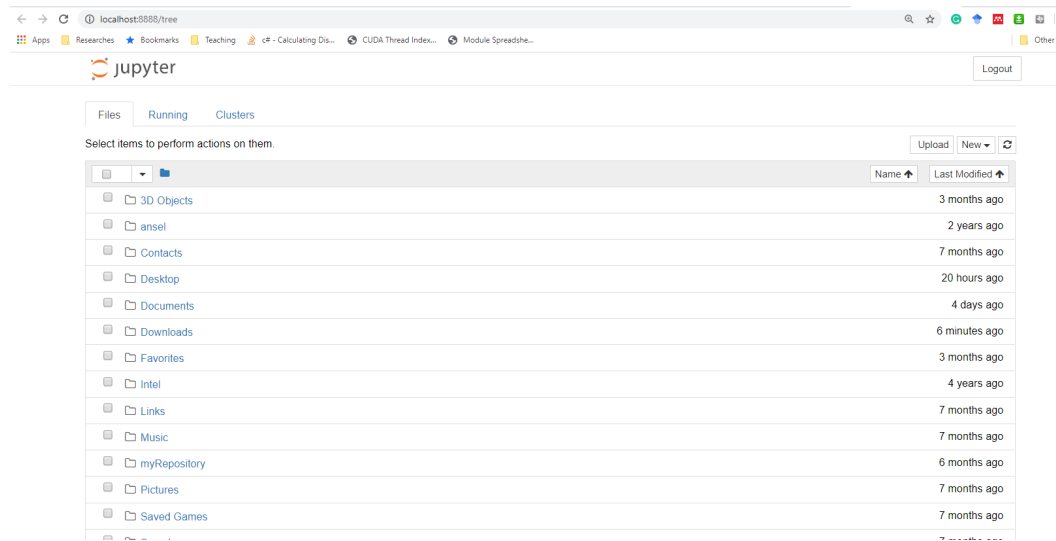 localhost:8888/tree
Apps Researches Bookmarks Teaching c# - Calculating Dis... CUDA Thread Index... Module Spreadshe... Other
jupyter Logout
Files Running Clusters
Select items to perform actions on them. Upload New
Name Last Modified
3D Objects 3 months ago
ansel 2 years ago
Contacts 7 months ago
Desktop 20 hours ago
Documents 4 days ago
Downloads 6 minutes ago
Favorites 3 months ago
Intel 4 years ago
Links 7 months ago
Music 7 months ago
myRepository 6 months ago
Pictures 7 months ago
Saved Games 7 months ago